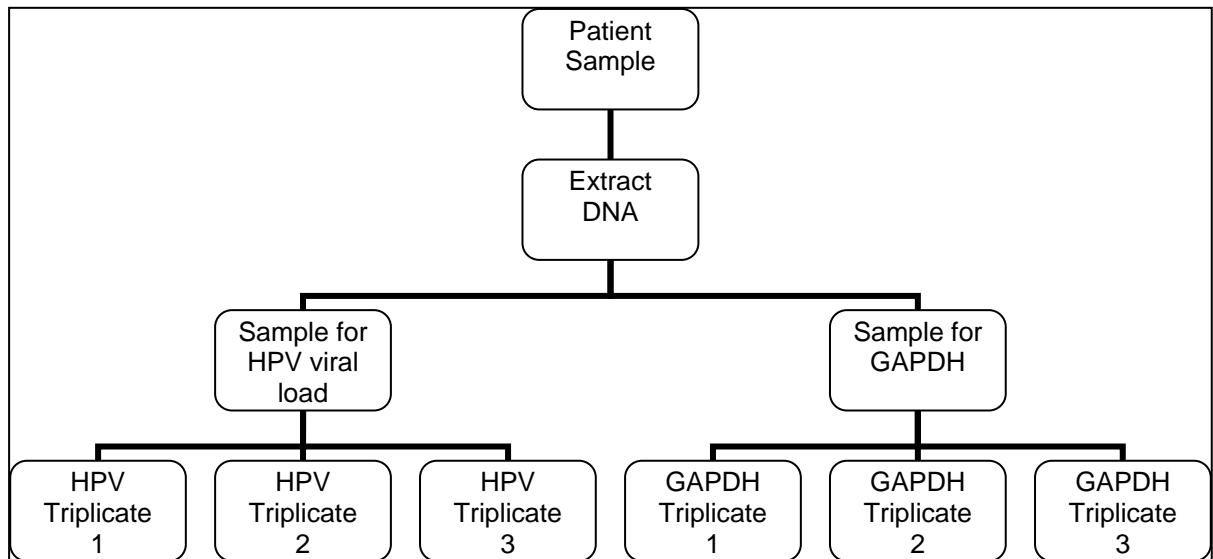 Patient
Sample
Extract
DNA
Sample for
HPV viral
load
Sample for
GAPDH
HPV
Triplicate
1
HPV
Triplicate
2
HPV
Triplicate
3
GAPDH
Triplicate
1
GAPDH
Triplicate
2
GAPDH
Triplicate
3